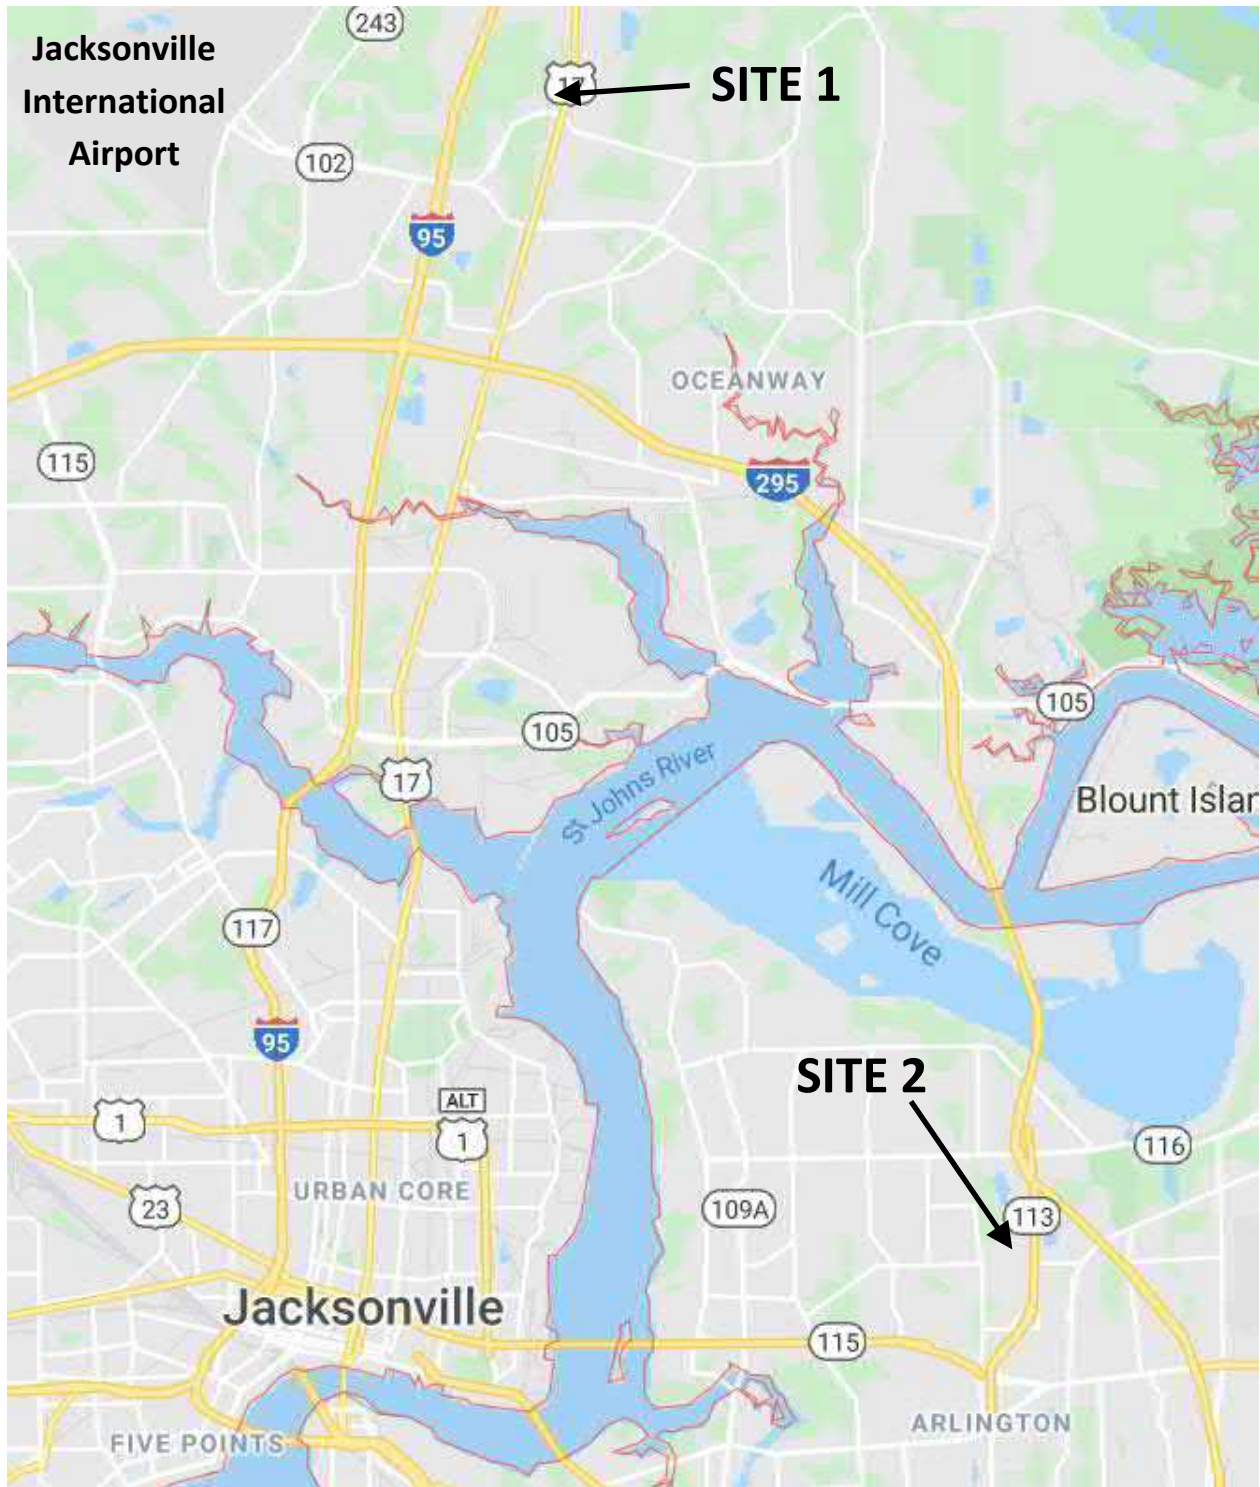 243
Jacksonville
International
Airport
17
SITE 1
102
95
OCEANWAY
115
295
105
105
17
St Johns River
Blount Islan
Mill Cove
117
95
SITE 2
ALT
1
1
116
URBAN CORE
23
109A
113
Jacksonville
115
ARLINGTON
FIVE POINTS